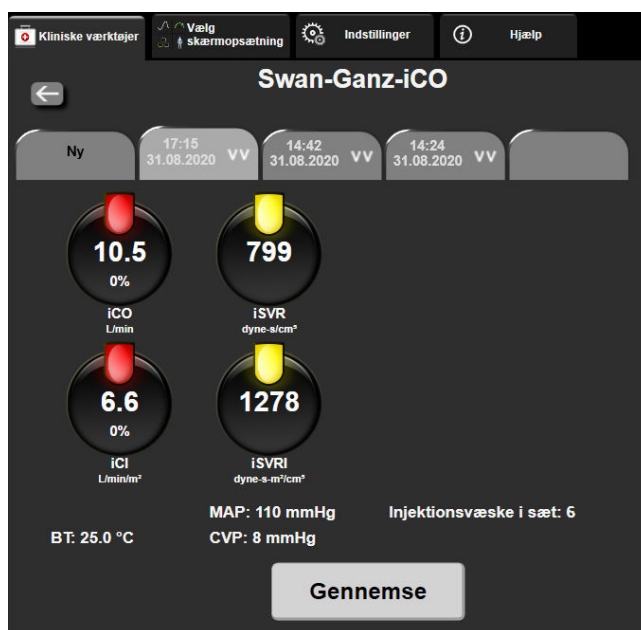 Kliniske værktøjer
Vælg
skærmopsætning
Indstillinger
Hjælp
Swan-Ganz-iCO
Ny
17:15
31.08.2020
14:42
31.08.2020
14:24
31.08.2020
10.5
0%
iCO
L/min
799
iSVR
dyne-s/cm⁵
6.6
0%
iCI
L/min/m²
1278
iSVRI
dyne-s-m²/cm⁵
MAP: 110 mmHg
Injektionsvæske i sæt: 6
BT: 25.0 °C
CVP: 8 mmHg
Gennemse